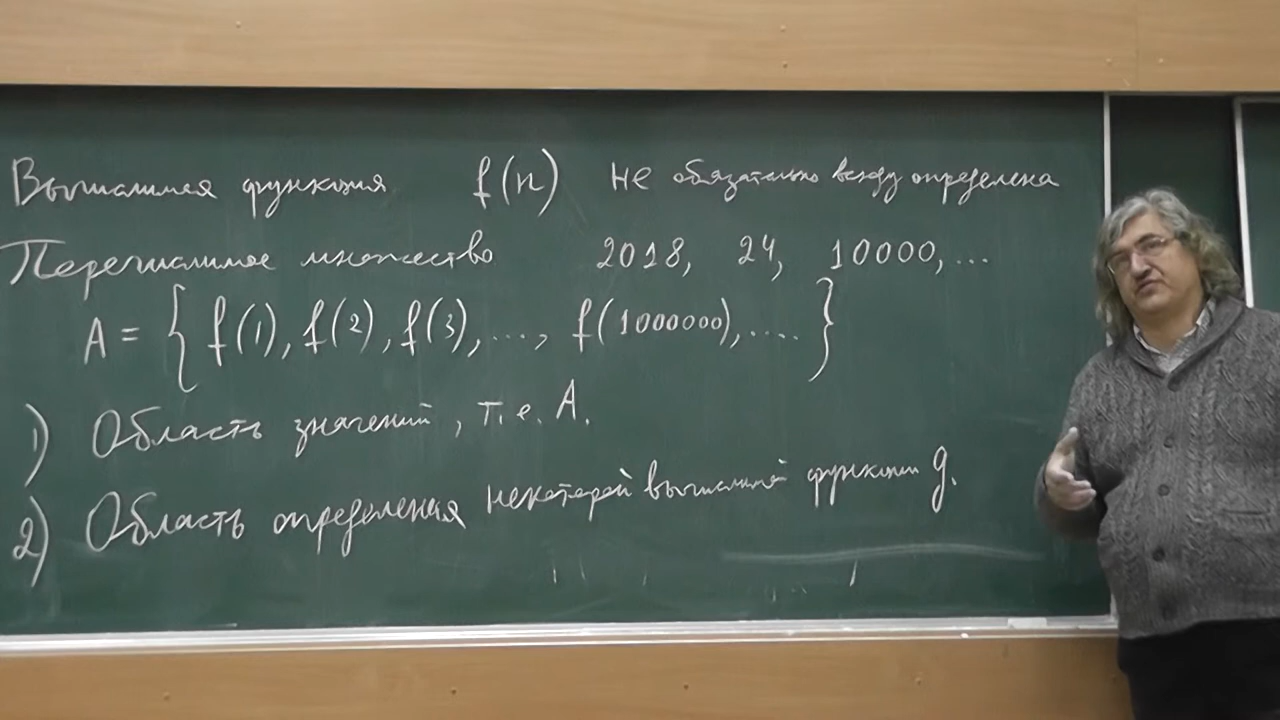 Вычислимая функция f(n) не обязательно всюду определена
Перечислимое множество 2018, 24, 10000, ...
A = { f(1), f(2), f(3), ..., f(1000000), .... }
1) Область значений, т.е. A.
2) Область определения некоторой вычислимой функции g.